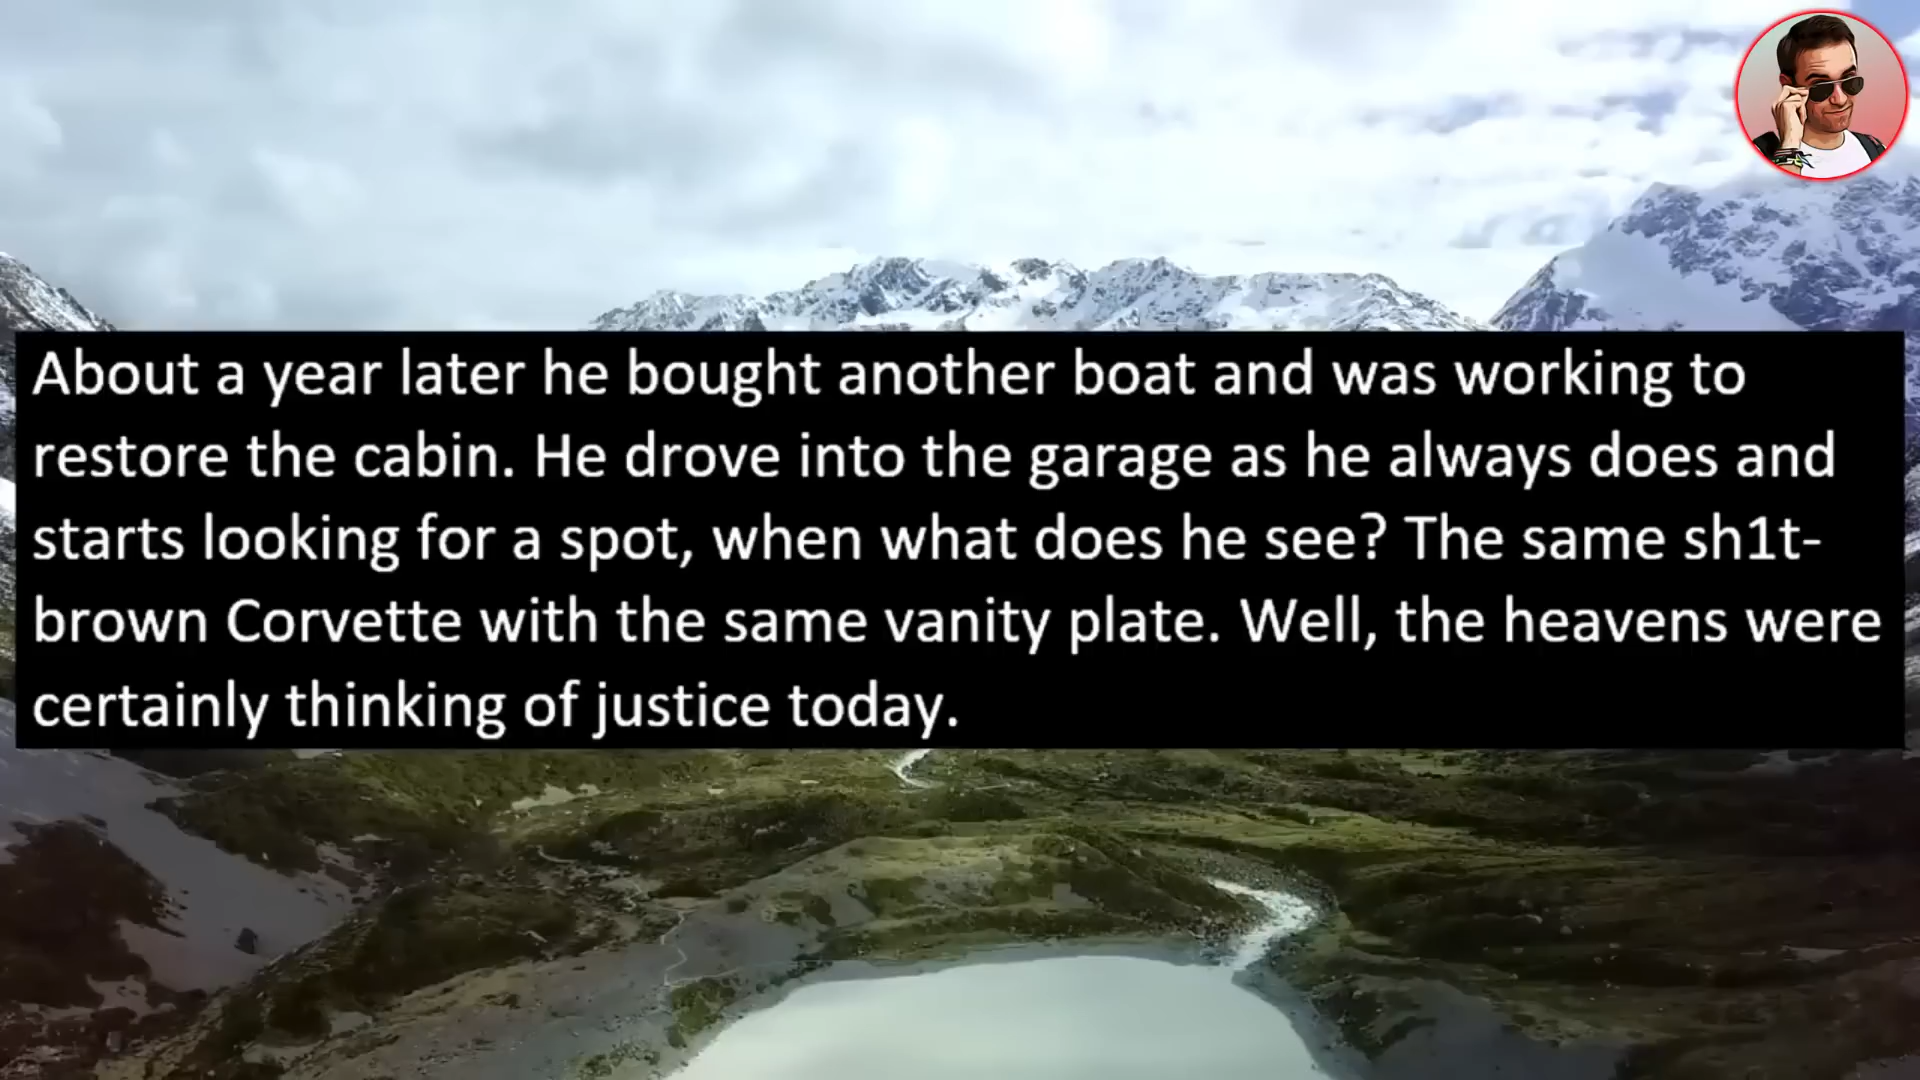 About a year later he bought another boat and was working to
restore the cabin. He drove into the garage as he always does and
starts looking for a spot, when what does he see? The same sh1t-
brown Corvette with the same vanity plate. Well, the heavens were
certainly thinking of justice today.